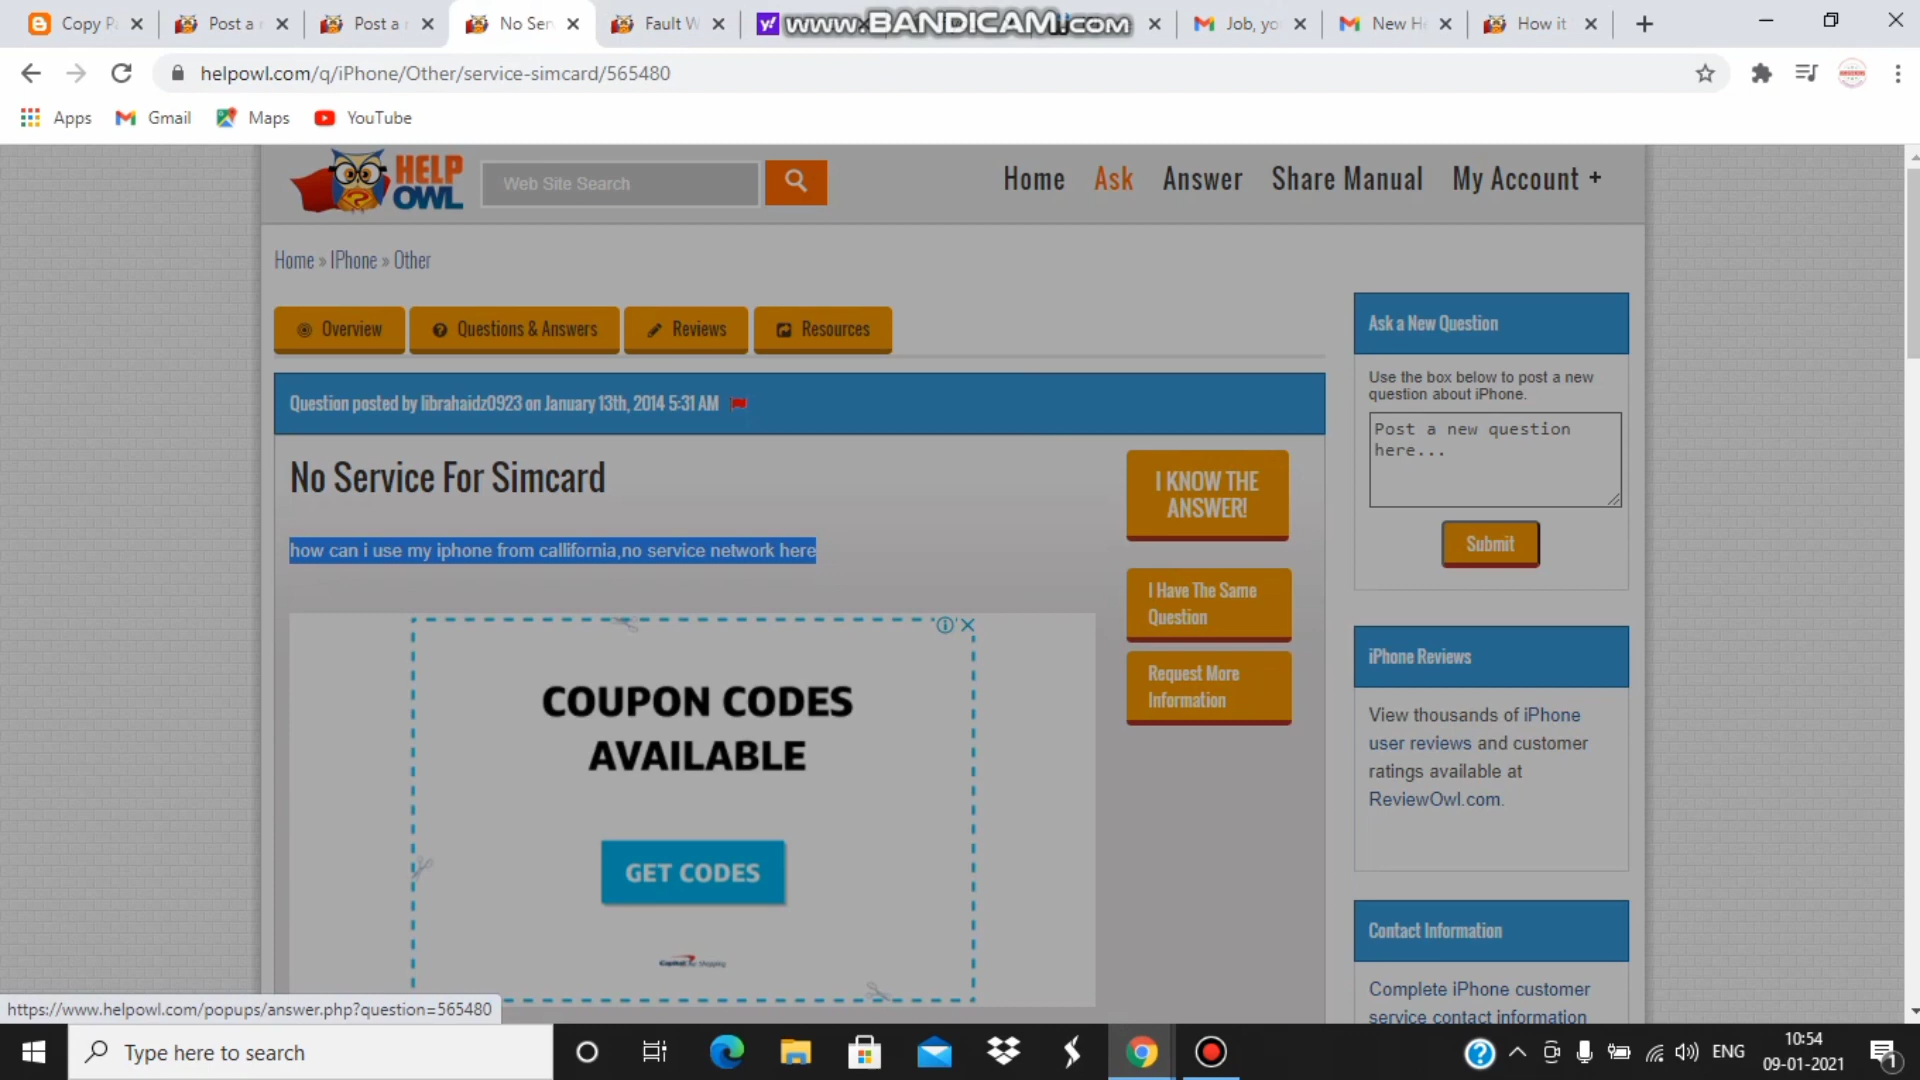 Copy Pa
Post a n
Post a n
No Serv
Fault W
www.BANDICAM.com
Job, yo
New He
How it
helpowl.com/q/iPhone/Other/service-simcard/565480
Apps
Gmail
Maps
YouTube
HELP
OWL
Web Site Search
Home
Ask
Answer
Share Manual
My Account +
Home » IPhone » Other
Overview
Questions & Answers
Reviews
Resources
Question posted by librahaidz0923 on January 13th, 2014 5:31 AM
No Service For Simcard
how can i use my iphone from callifornia,no service network here
I KNOW THE
ANSWER!
I Have The Same
Question
Request More
Information
COUPON CODES
AVAILABLE
GET CODES
Capital One Shopping
Ask a New Question
Use the box below to post a new
question about iPhone.
Post a new question
here...
Submit
iPhone Reviews
View thousands of iPhone
user reviews and customer
ratings available at
ReviewOwl.com.
Contact Information
Complete iPhone customer
service contact information
https://www.helpowl.com/popups/answer.php?question=565480
Type here to search
ENG
10:54
09-01-2021
1